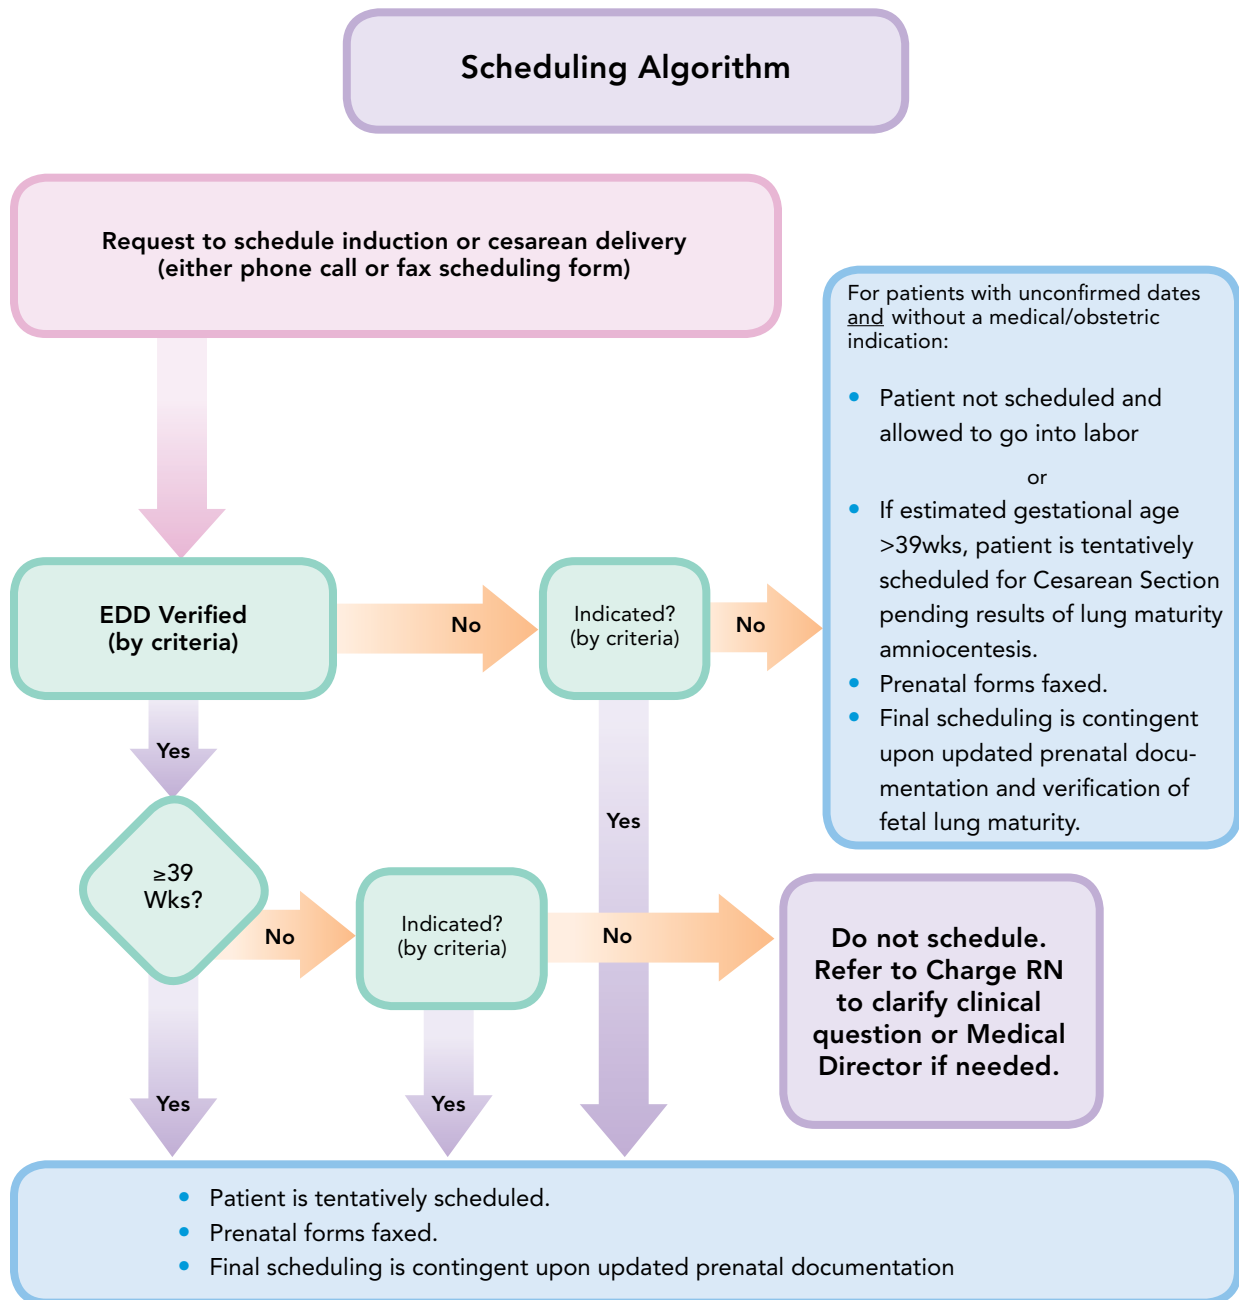 Scheduling Algorithm
Request to schedule induction or cesarean delivery
(either phone call or fax scheduling form)
For patients with unconfirmed dates
and without a medical/obstetric
indication:
• Patient not scheduled and
allowed to go into labor
or
• If estimated gestational age
>39wks, patient is tentatively
scheduled for Cesarean Section
pending results of lung maturity
amniocentesis.
• Prenatal forms faxed.
• Final scheduling is contingent
upon updated prenatal docu-
mentation and verification of
fetal lung maturity.
EDD Verified
(by criteria)
No
Indicated?
(by criteria)
No
Yes
Yes
≥39
Wks?
No
Indicated?
(by criteria)
No
Do not schedule.
Refer to Charge RN
to clarify clinical
question or Medical
Director if needed.
Yes
Yes
• Patient is tentatively scheduled.
• Prenatal forms faxed.
• Final scheduling is contingent upon updated prenatal documentation